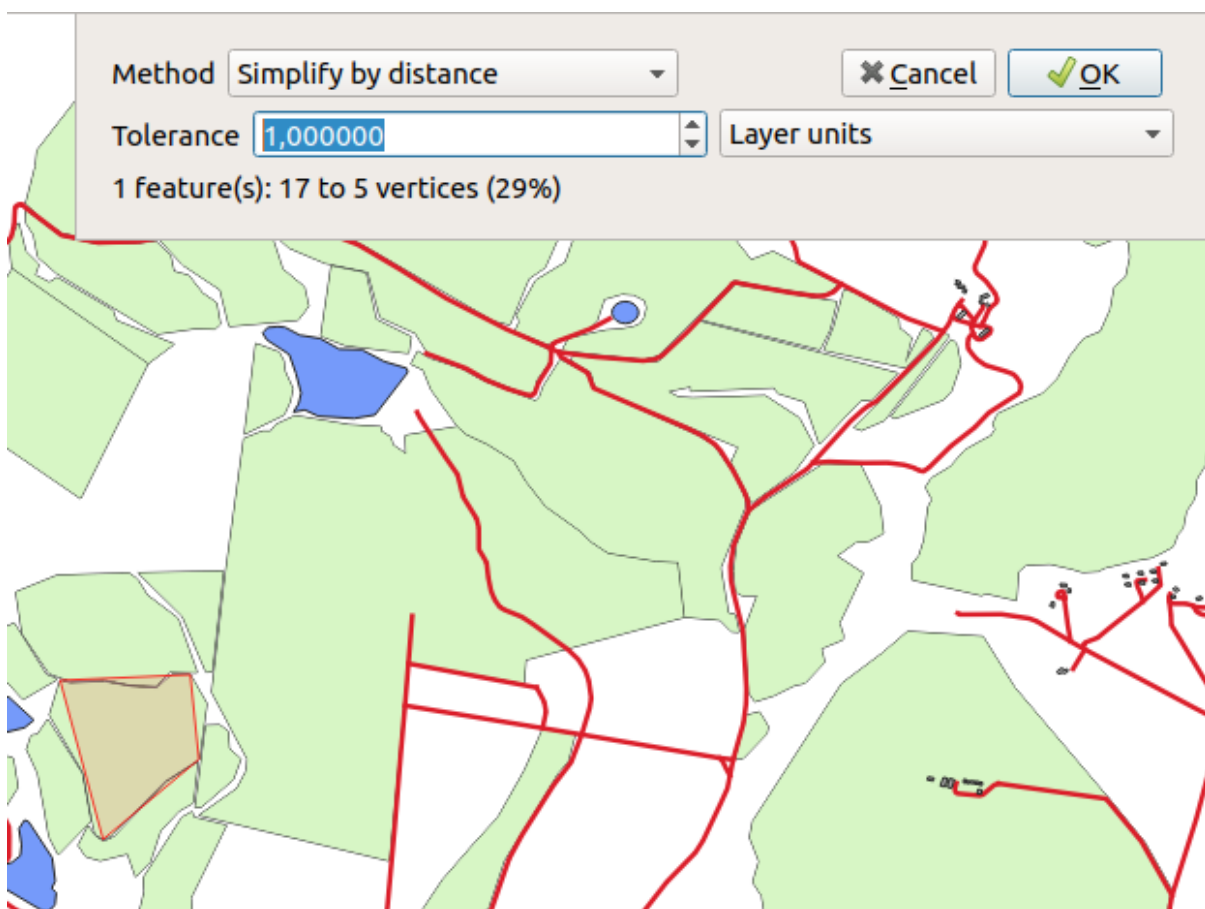 Method Simplify by distance Cancel OK
Tolerance 1,000000 Layer units
1 feature(s): 17 to 5 vertices (29%)